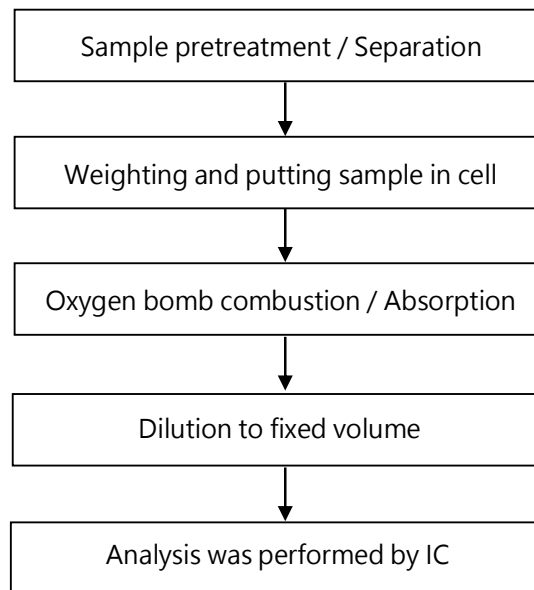 Sample pretreatment / Separation
Weighting and putting sample in cell
Oxygen bomb combustion / Absorption
Dilution to fixed volume
Analysis was performed by IC